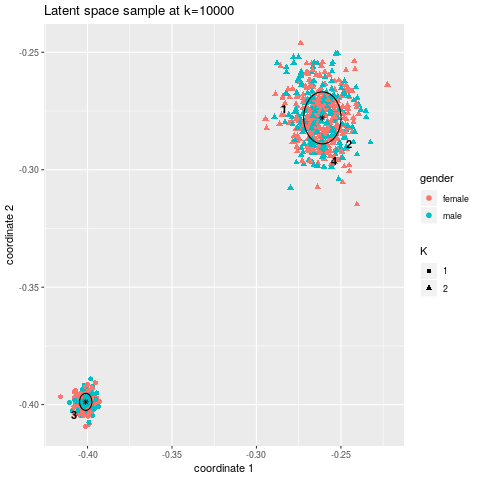 Latent space sample at k=10000
-0.25
-0.30
-0.35
-0.40
coordinate 2
1
2
4
3
-0.40
-0.35
-0.30
-0.25
coordinate 1
gender
female
male
K
1
2